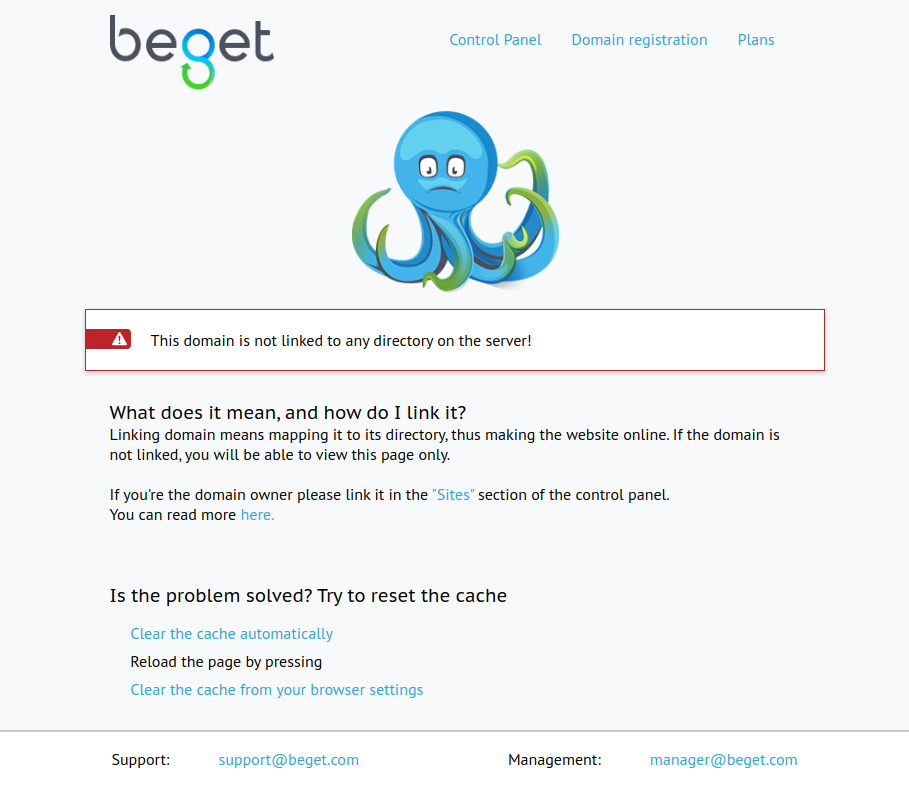 beget
Control Panel
Domain registration
Plans
This domain is not linked to any directory on the server!
What does it mean, and how do I link it?
Linking domain means mapping it to its directory, thus making the website online. If the domain is
not linked, you will be able to view this page only.
If you're the domain owner please link it in the "Sites" section of the control panel.
You can read more here.
Is the problem solved? Try to reset the cache
Clear the cache automatically
Reload the page by pressing
Clear the cache from your browser settings
Support: support@beget.com
Management: manager@beget.com